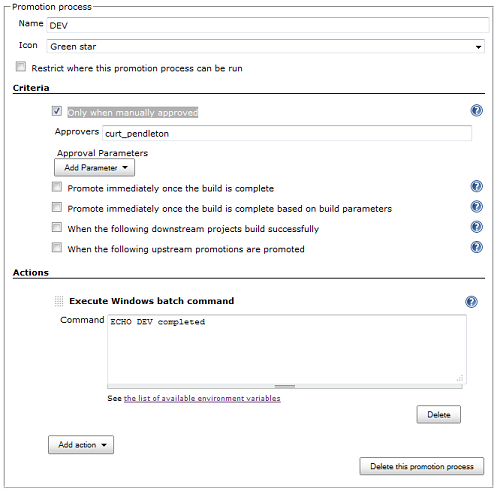 Promotion process
Name DEV
Icon Green star
Restrict where this promotion process can be run
Criteria
Only when manually approved
Approvers curt_pendleton
Approval Parameters
Add Parameter
Promote immediately once the build is complete
Promote immediately once the build is complete based on build parameters
When the following downstream projects build successfully
When the following upstream promotions are promoted
Actions
Execute Windows batch command
Command ECHO DEV completed
See the list of available environment variables
Delete
Add action
Delete this promotion process